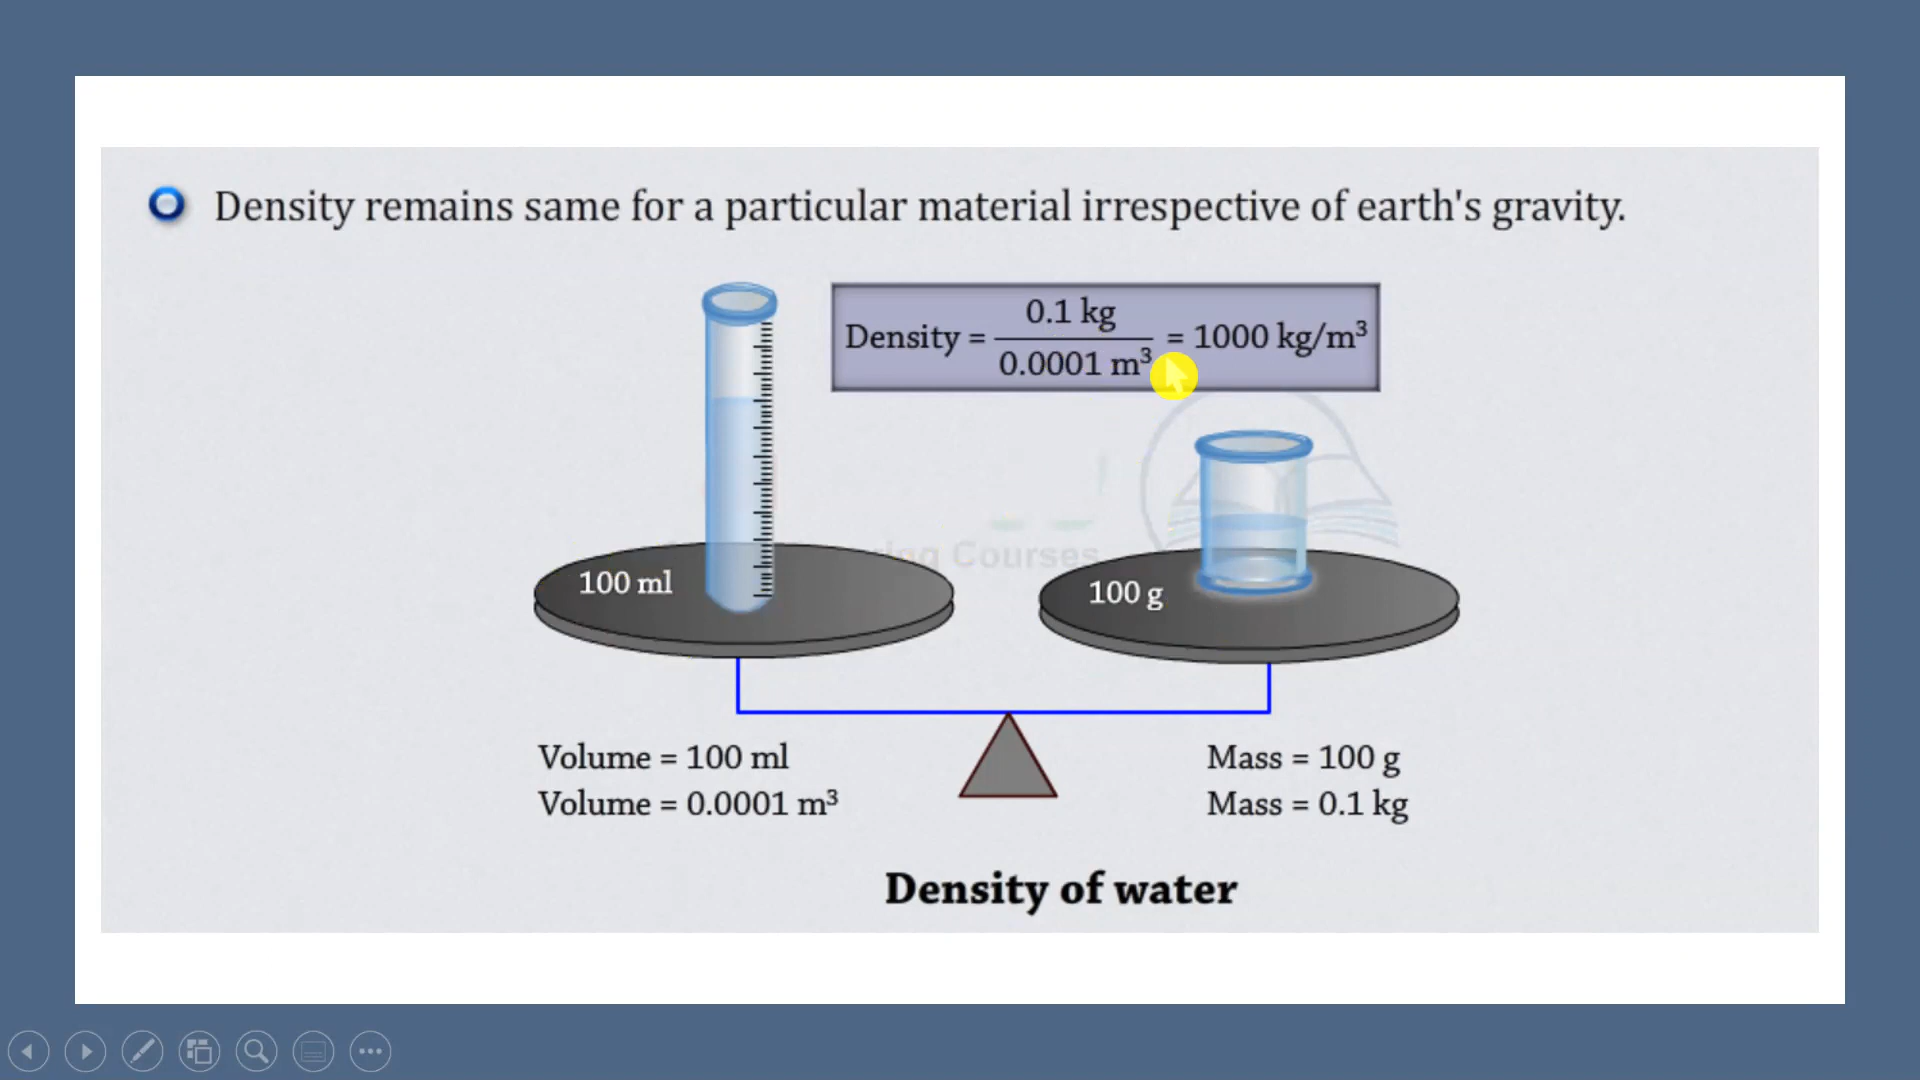 Density remains same for a particular material irrespective of earth's gravity.
Density = 0.1 kg / 0.0001 m³ = 1000 kg/m³
Courses
100 ml
100 g
Volume = 100 ml
Volume = 0.0001 m³
Mass = 100 g
Mass = 0.1 kg
Density of water